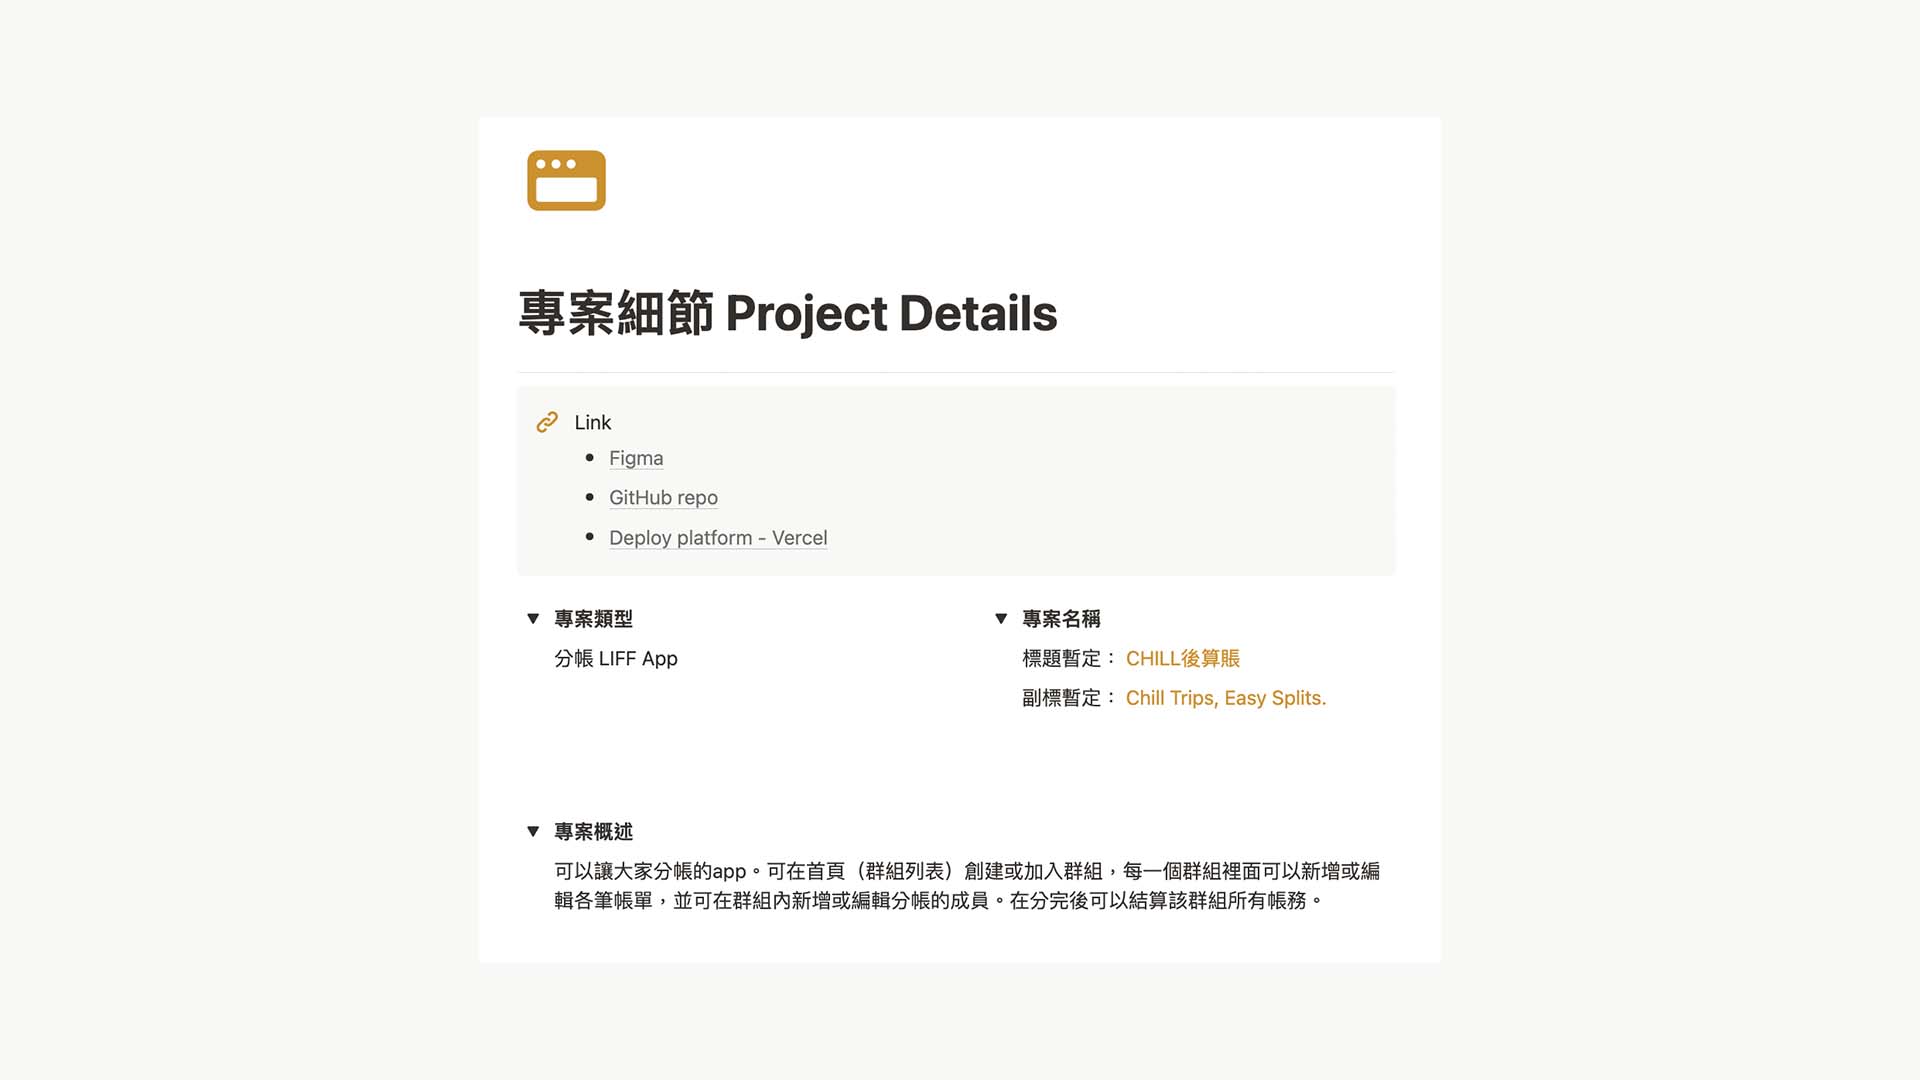 專案細節 Project Details
Link
Figma
GitHub repo
Deploy platform - Vercel
專案類型
分帳 LIFF App
專案名稱
標題暫定： CHILL後算賬
副標暫定： Chill Trips, Easy Splits.
專案概述
可以讓大家分帳的app。可在首頁（群組列表）創建或加入群組，每一個群組裡面可以新增或編
輯各筆帳單，並可在群組內新增或編輯分帳的成員。在分完後可以結算該群組所有帳務。